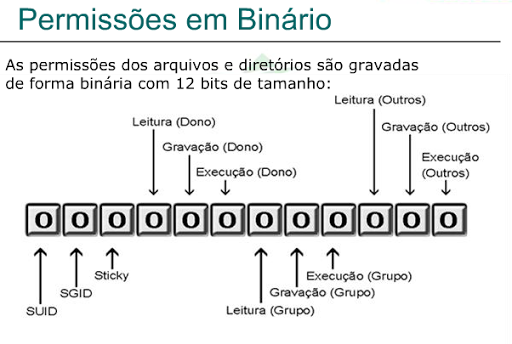 Permissões em Binário
As permissões dos arquivos e diretórios são gravadas
de forma binária com 12 bits de tamanho:
Leitura (Outros)
Leitura (Dono)
Gravação (Outros)
Gravação (Dono)
Execução
(Outros)
Execução (Dono)
0 0 0 0 0 0 0 0 0 0 0 0
Sticky
Execução (Grupo)
SGID
Gravação (Grupo)
SUID
Leitura (Grupo)